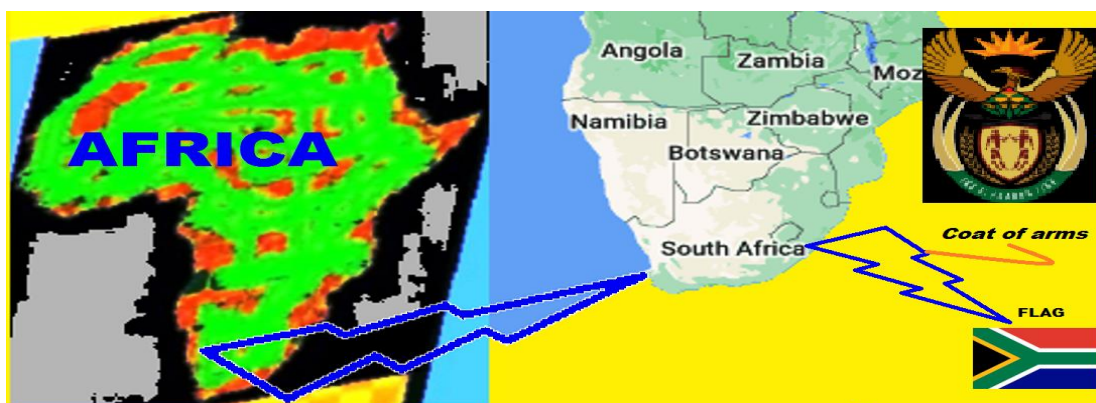 AFRICA
Angola
Zambia
Moz
Namibia
Zimbabwe
Botswana
South Africa
Coat of arms
FLAG